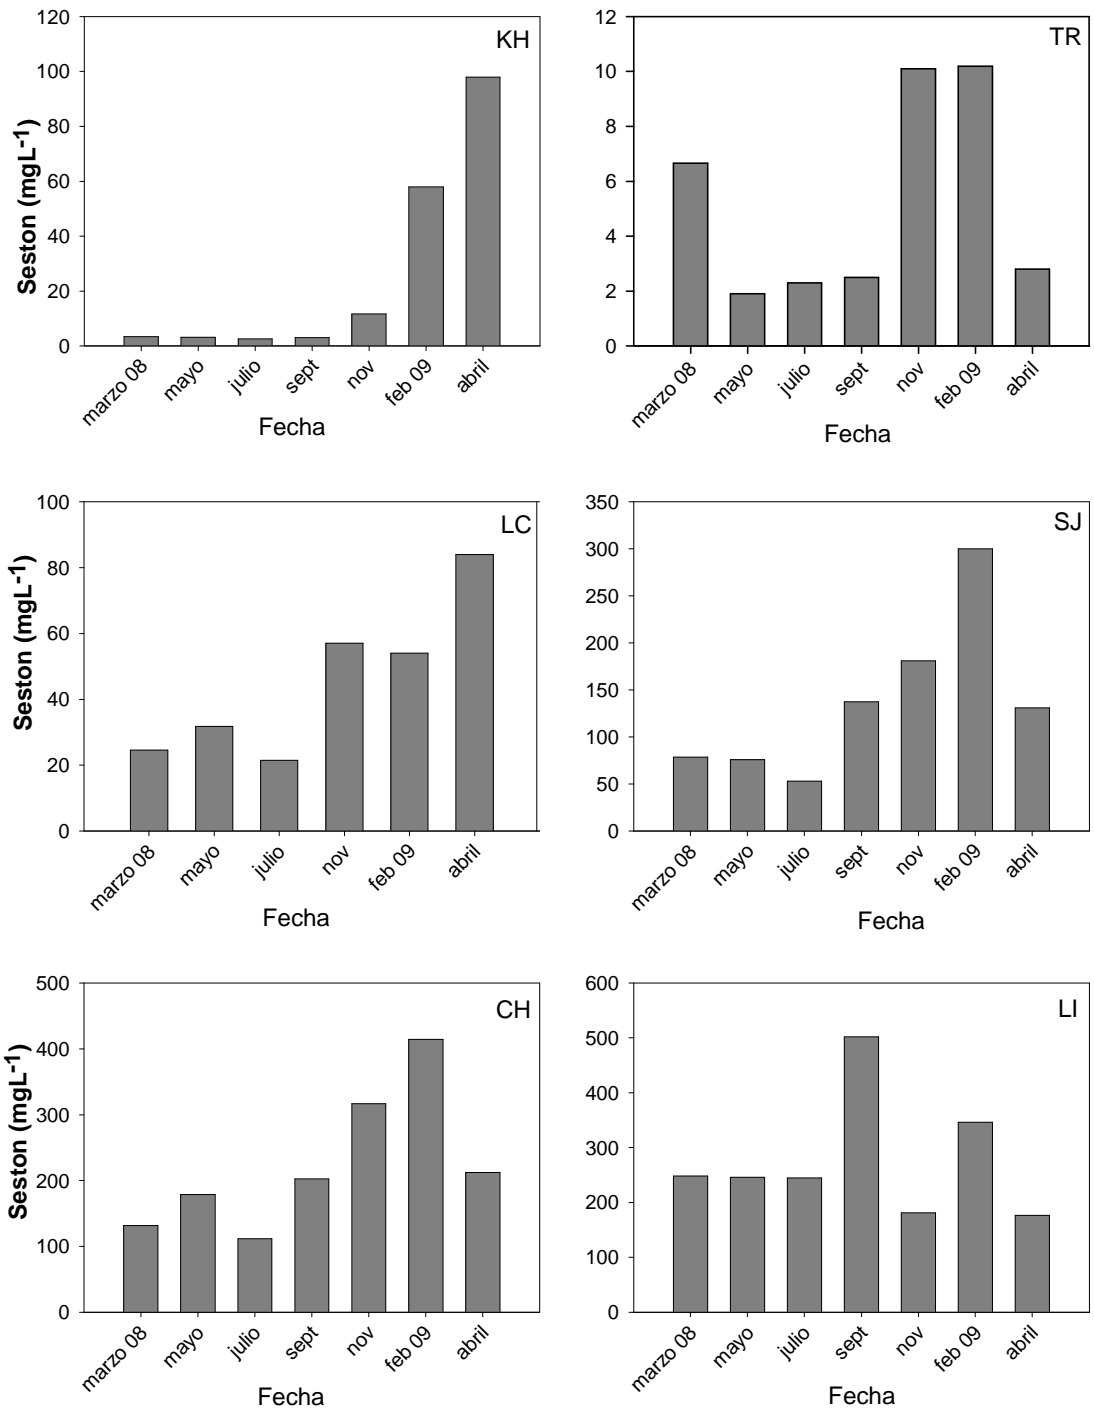 KH
120
100
80
60
40
20
0
Seston (mgL-1)
marzo 08
mayo
julio
sept
nov
feb 09
abril
Fecha
TR
12
10
8
6
4
2
0
marzo 08
mayo
julio
sept
nov
feb 09
abril
Fecha
LC
100
80
60
40
20
0
Seston (mgL-1)
marzo 08
mayo
julio
nov
feb 09
abril
Fecha
SJ
350
300
250
200
150
100
50
0
marzo 08
mayo
julio
sept
nov
feb 09
abril
Fecha
CH
500
400
300
200
100
0
Seston (mgL-1)
marzo 08
mayo
julio
sept
nov
feb 09
abril
Fecha
LI
600
500
400
300
200
100
0
marzo 08
mayo
julio
sept
nov
feb 09
abril
Fecha